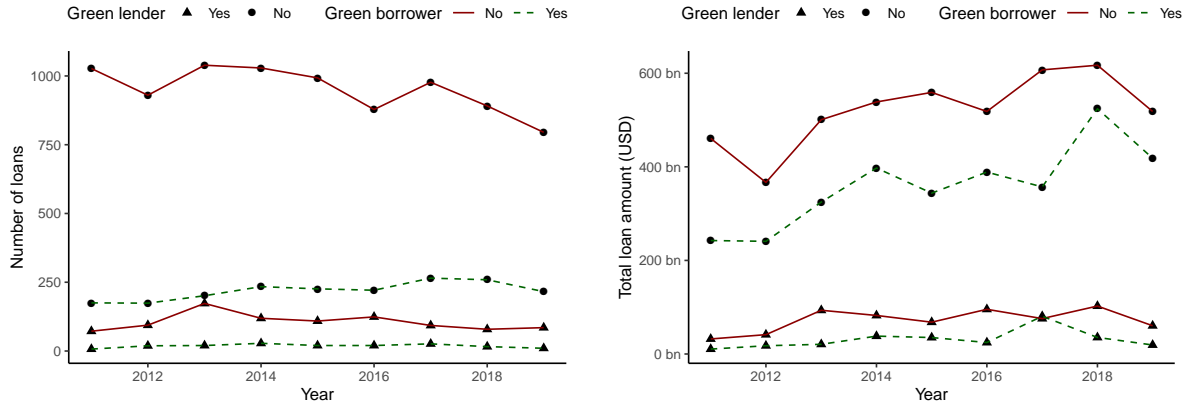 Green lender Yes No Green borrower No Yes
1000
750
500
250
0
Number of loans
2012 2014 2016 2018
Year
Green lender Yes No Green borrower No Yes
600 bn
400 bn
200 bn
0 bn
Total loan amount (USD)
2012 2014 2016 2018
Year